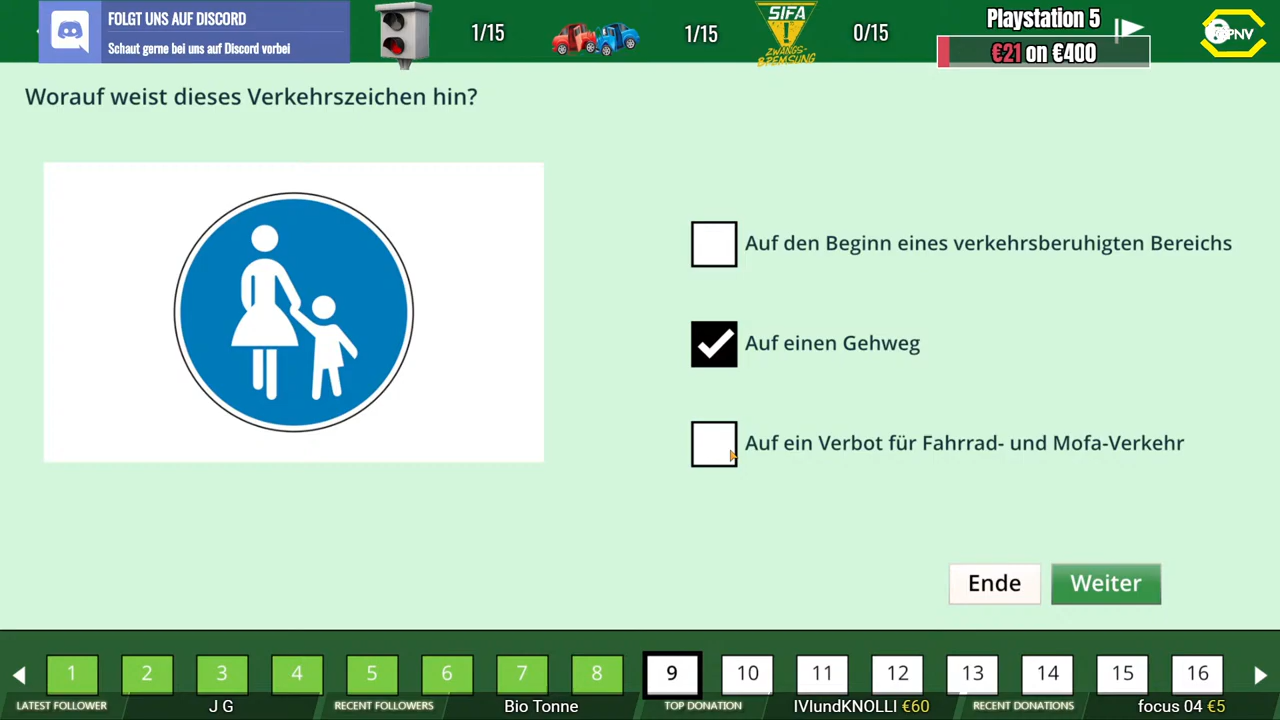 FOLGT UNS AUF DISCORD
Schaut gerne bei uns auf Discord vorbei
1/15
1/15
SIFA
!
ZWANGS-
BREMSUNG
0/15
Playstation 5
€21 on €400
ÖPNV
Worauf weist dieses Verkehrszeichen hin?
Auf den Beginn eines verkehrsberuhigten Bereichs
Auf einen Gehweg
Auf ein Verbot für Fahrrad- und Mofa-Verkehr
Ende
Weiter
1 2 3 4 5 6 7 8 9 10 11 12 13 14 15 16
LATEST FOLLOWER J G RECENT FOLLOWERS Bio Tonne TOP DONATION IVIundKNOLLI €60 RECENT DONATIONS focus 04 €5